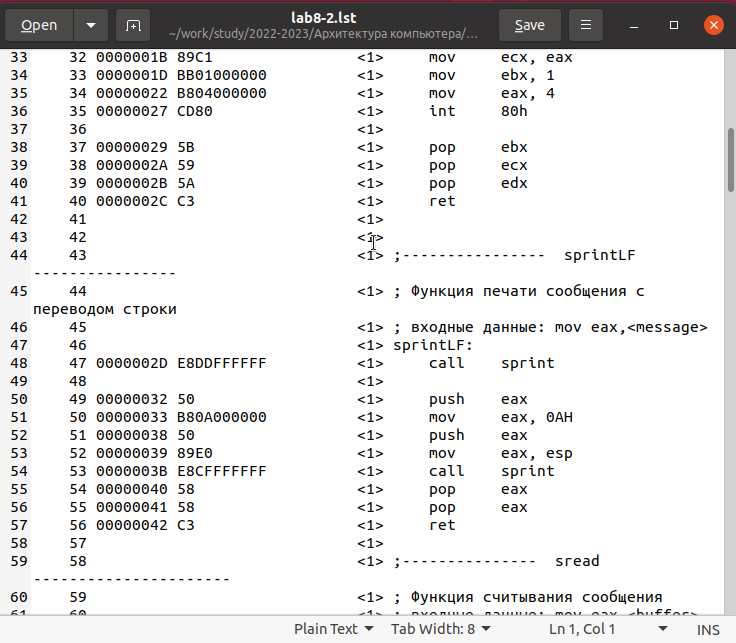 Open
lab8-2.lst
~/work/study/2022-2023/Архитектура компьютера/...
Save
33 32 0000001B 89C1 <1> mov ecx, eax
34 33 0000001D BB01000000 <1> mov ebx, 1
35 34 00000022 B804000000 <1> mov eax, 4
36 35 00000027 CD80 <1> int 80h
37 36 <1>
38 37 00000029 5B <1> pop ebx
39 38 0000002A 59 <1> pop ecx
40 39 0000002B 5A <1> pop edx
41 40 0000002C C3 <1> ret
42 41 <1>
43 42 <1>
44 43 <1> ;---------------- sprintLF
----------------
45 44 <1> ; Функция печати сообщения с
переводом строки
46 45 <1> ; входные данные: mov eax,<message>
47 46 <1> sprintLF:
48 47 0000002D E8DDFFFFFF <1> call sprint
49 48 <1>
50 49 00000032 50 <1> push eax
51 50 00000033 B80A000000 <1> mov eax, 0AH
52 51 00000038 50 <1> push eax
53 52 00000039 89E0 <1> mov eax, esp
54 53 0000003B E8CFFFFFFF <1> call sprint
55 54 00000040 58 <1> pop eax
56 55 00000041 58 <1> pop eax
57 56 00000042 C3 <1> ret
58 57 <1>
59 58 <1> ;--------------- sread
----------------------
60 59 <1> ; Функция считывания сообщения
61 60 <1> ; входные данные: mov eax,<buffer>
Plain Text Tab Width: 8 Ln 1, Col 1 INS